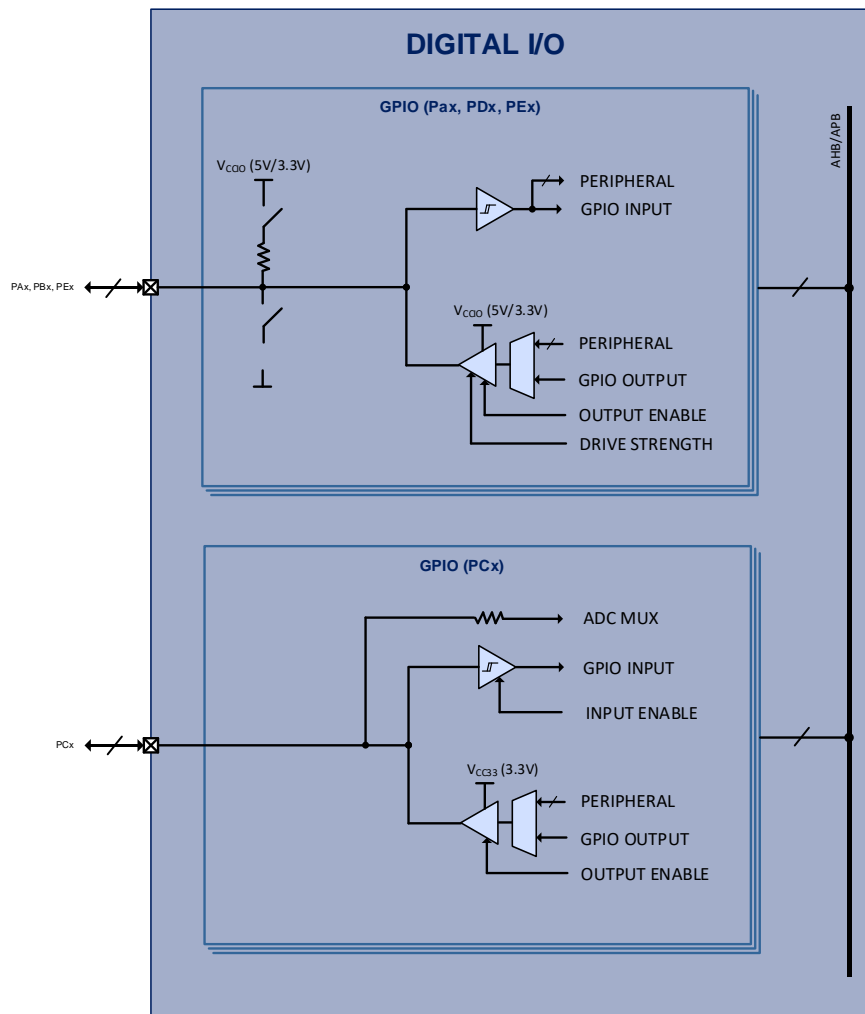 DIGITAL I/O
GPIO (Pax, PDx, PEx)
AHB/APB
VCCIO (5V/3.3V)
PERIPHERAL
GPIO INPUT
PAx, PBx, PEx
VCCIO (5V/3.3V)
PERIPHERAL
GPIO OUTPUT
OUTPUT ENABLE
DRIVE STRENGTH
GPIO (PCx)
ADC MUX
GPIO INPUT
INPUT ENABLE
PCx
VCC33 (3.3V)
PERIPHERAL
GPIO OUTPUT
OUTPUT ENABLE